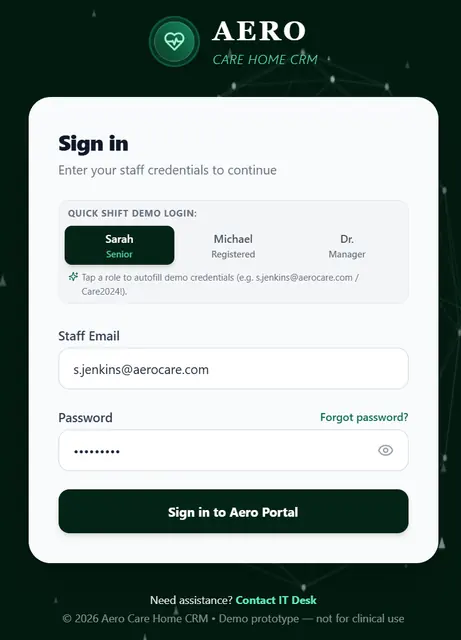 AERO
CARE HOME CRM
Sign in
Enter your staff credentials to continue
QUICK SHIFT DEMO LOGIN:
Sarah
Senior
Michael
Registered
Dr.
Manager
Tap a role to autofill demo credentials (e.g. s.jenkins@aerocare.com /
Care2024!).
Staff Email
s.jenkins@aerocare.com
Password
Forgot password?
•••••••••
Sign in to Aero Portal
Need assistance? Contact IT Desk
© 2026 Aero Care Home CRM • Demo prototype — not for clinical use